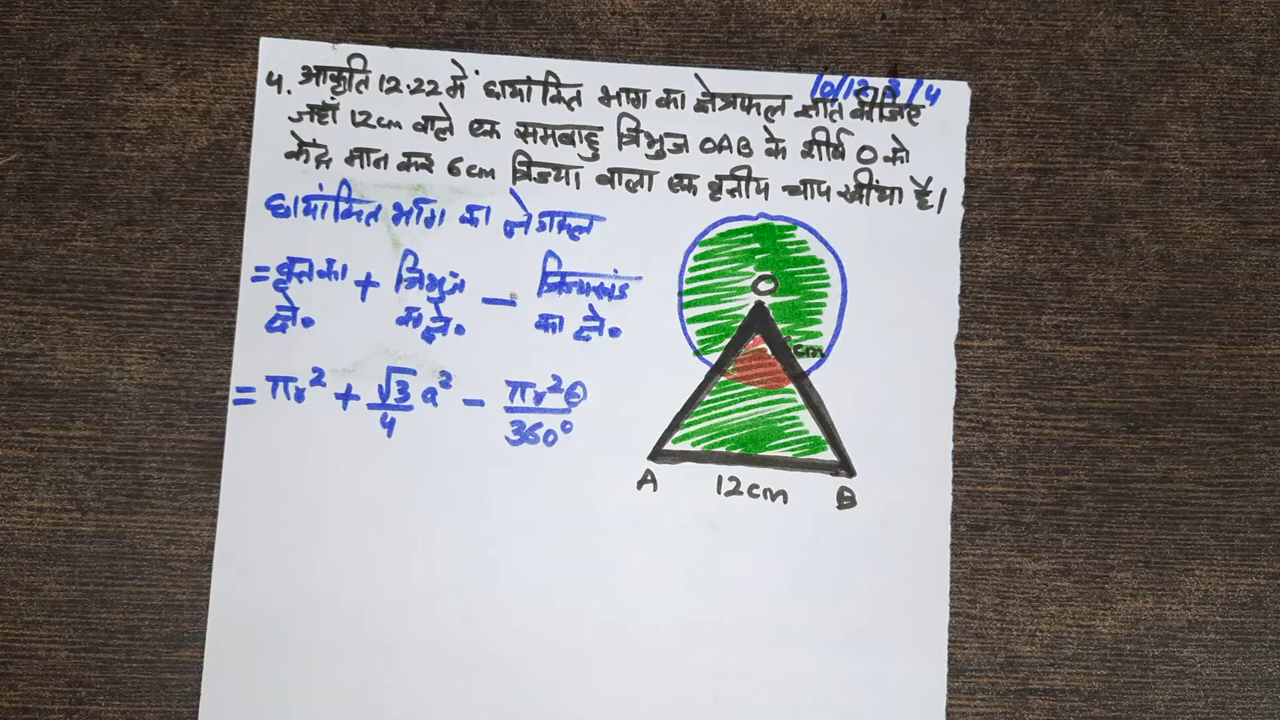 10/12.3/4
4. आकृति 12.22 में छायांकित भाग का क्षेत्रफल ज्ञात कीजिए
जहाँ 12cm वाले एक समबाहु त्रिभुज OAB के शीर्ष O को
केंद्र मान कर 6cm त्रिज्या वाला एक वृत्तीय चाप खींचा है।
छायांकित भाग का क्षेत्रफल
= वृत का + त्रिभुज − त्रिज्यखंड
क्षे० का क्षे० का क्षे०
= πr² + √3/4 a² − πr²θ/360°
O
cm
A 12cm B